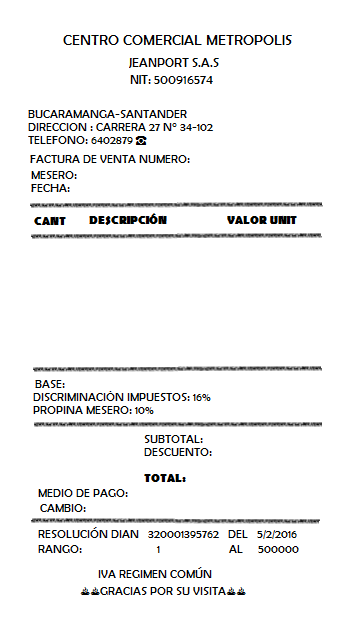 CENTRO COMERCIAL METROPOLIS
JEANPORT S.A.S
NIT: 500916574
BUCARAMANGA-SANTANDER
DIRECCION : CARRERA 27 Nº 34-102
TELEFONO: 6402879 ☎
FACTURA DE VENTA NUMERO:
MESERO:
FECHA:
CANT DESCRIPCIÓN VALOR UNIT
BASE:
DISCRIMINACIÓN IMPUESTOS: 16%
PROPINA MESERO: 10%
SUBTOTAL:
DESCUENTO:
TOTAL:
MEDIO DE PAGO:
CAMBIO:
RESOLUCIÓN DIAN 320001395762 DEL 5/2/2016
RANGO: 1 AL 500000
IVA REGIMEN COMÚN
GRACIAS POR SU VISITA